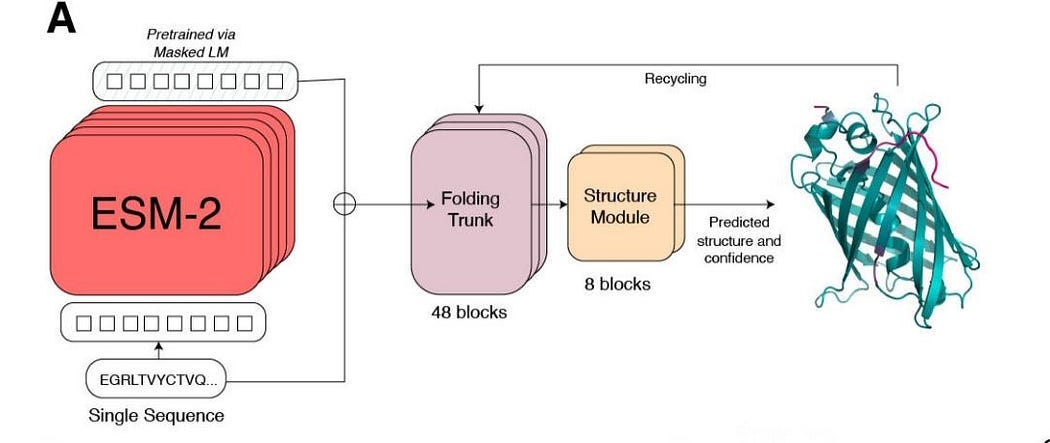 A
Pretrained via
Masked LM
ESM-2
EGRLTVYCTVQ...
Single Sequence
Recycling
Folding
Trunk
48 blocks
Structure
Module
8 blocks
Predicted
structure and
confidence